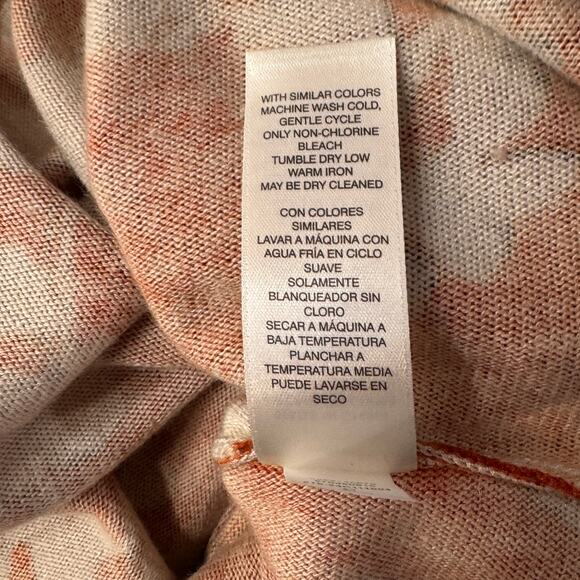 WITH SIMILAR COLORS
MACHINE WASH COLD,
GENTLE CYCLE
ONLY NON-CHLORINE
BLEACH
TUMBLE DRY LOW
WARM IRON
MAY BE DRY CLEANED
CON COLORES
SIMILARES
LAVAR A MÁQUINA CON
AGUA FRÍA EN CICLO
SUAVE
SOLAMENTE
BLANQUEADOR SIN
CLORO
SECAR A MÁQUINA A
BAJA TEMPERATURA
PLANCHAR A
TEMPERATURA MEDIA
PUEDE LAVARSE EN
SECO